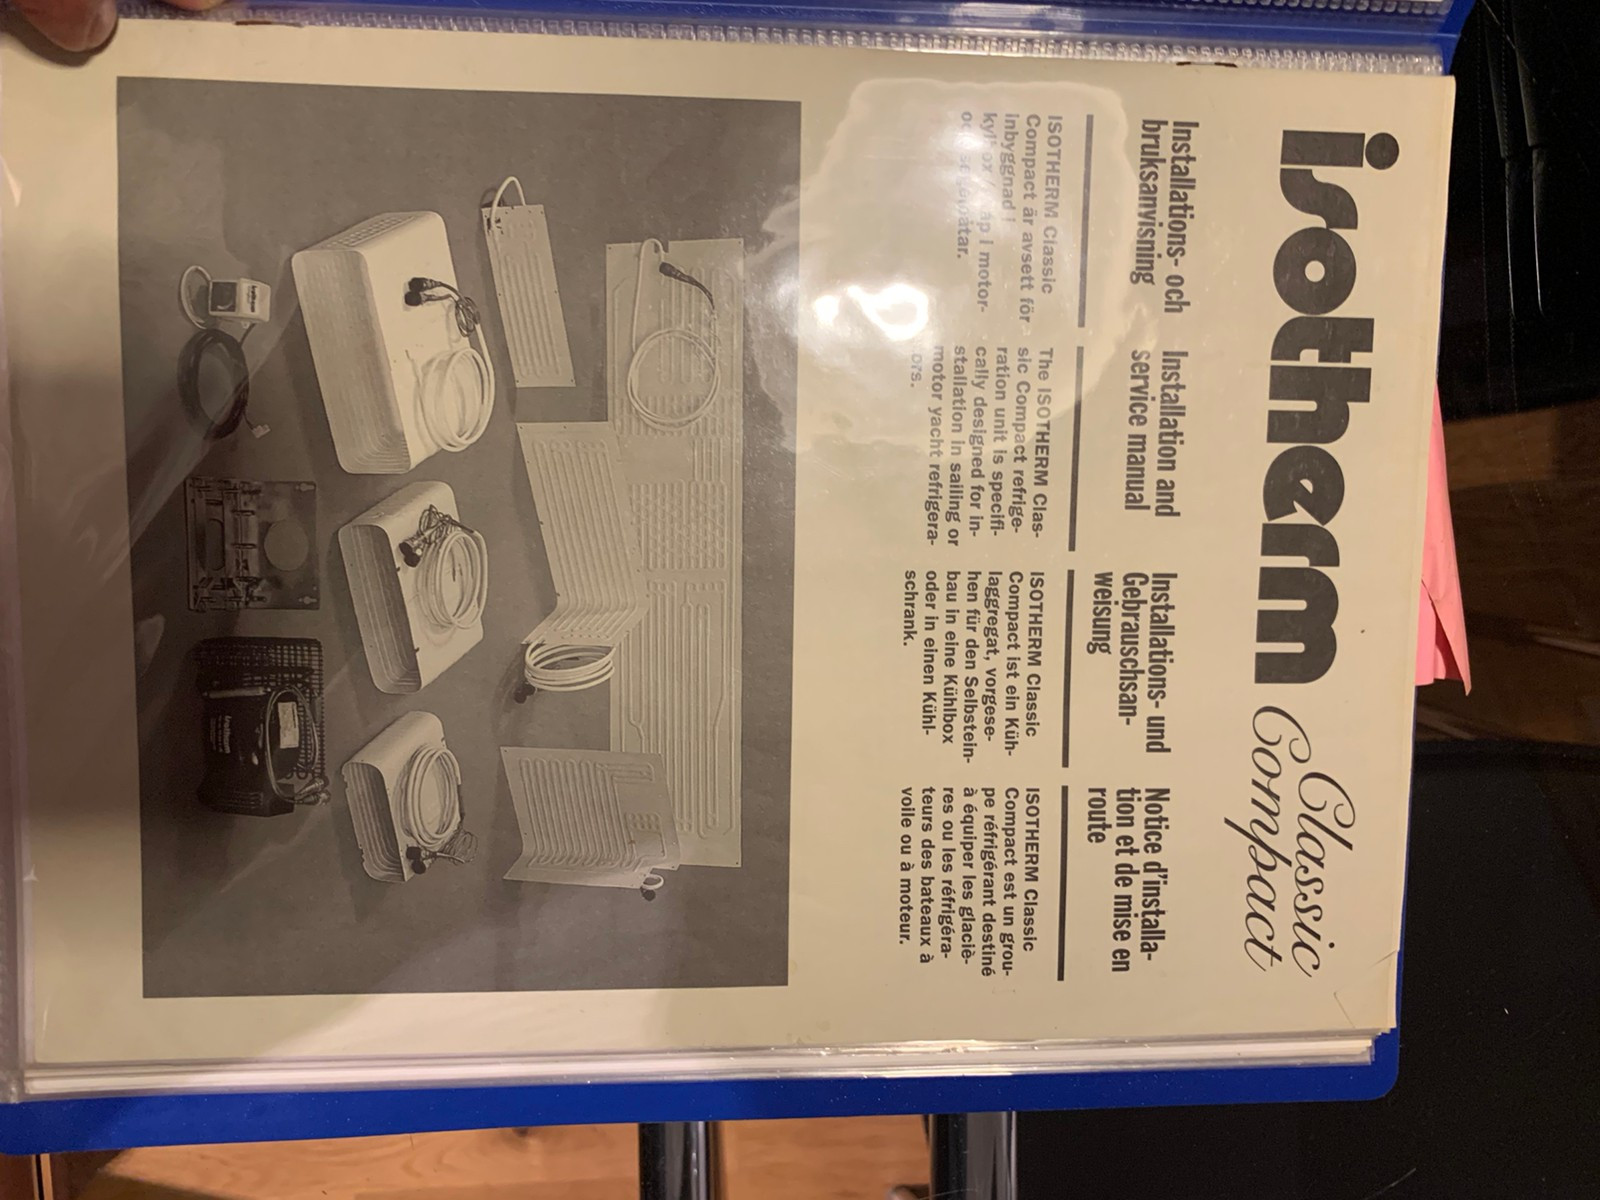 isotherm
Classic
Compact
Installations- och
bruksanvisning
ISOTHERM Classic
Compact är avsett för
inbyggnad i
motor-
Installation and
service manual
The ISOTHERM Clas-
sic Compact refrige-
ration unit is specifi-
cally designed for in-
stallation in sailing or
motor yacht refrigera-
Installations- und
Gebrauchsan-
weisung
ISOTHERM Classic
Compact ist ein Küh-
laggregat, vorgese-
hen für den Selbstein-
bau in eine Kühlbox
oder in einen Kühl-
schrank.
Notice d'installa-
tion et de mise en
route
ISOTHERM Classic
Compact est un grou-
pe réfrigérant destiné
à équiper les glaciè-
res ou les réfrigéra-
teurs des bateaux à
voile ou à moteur.